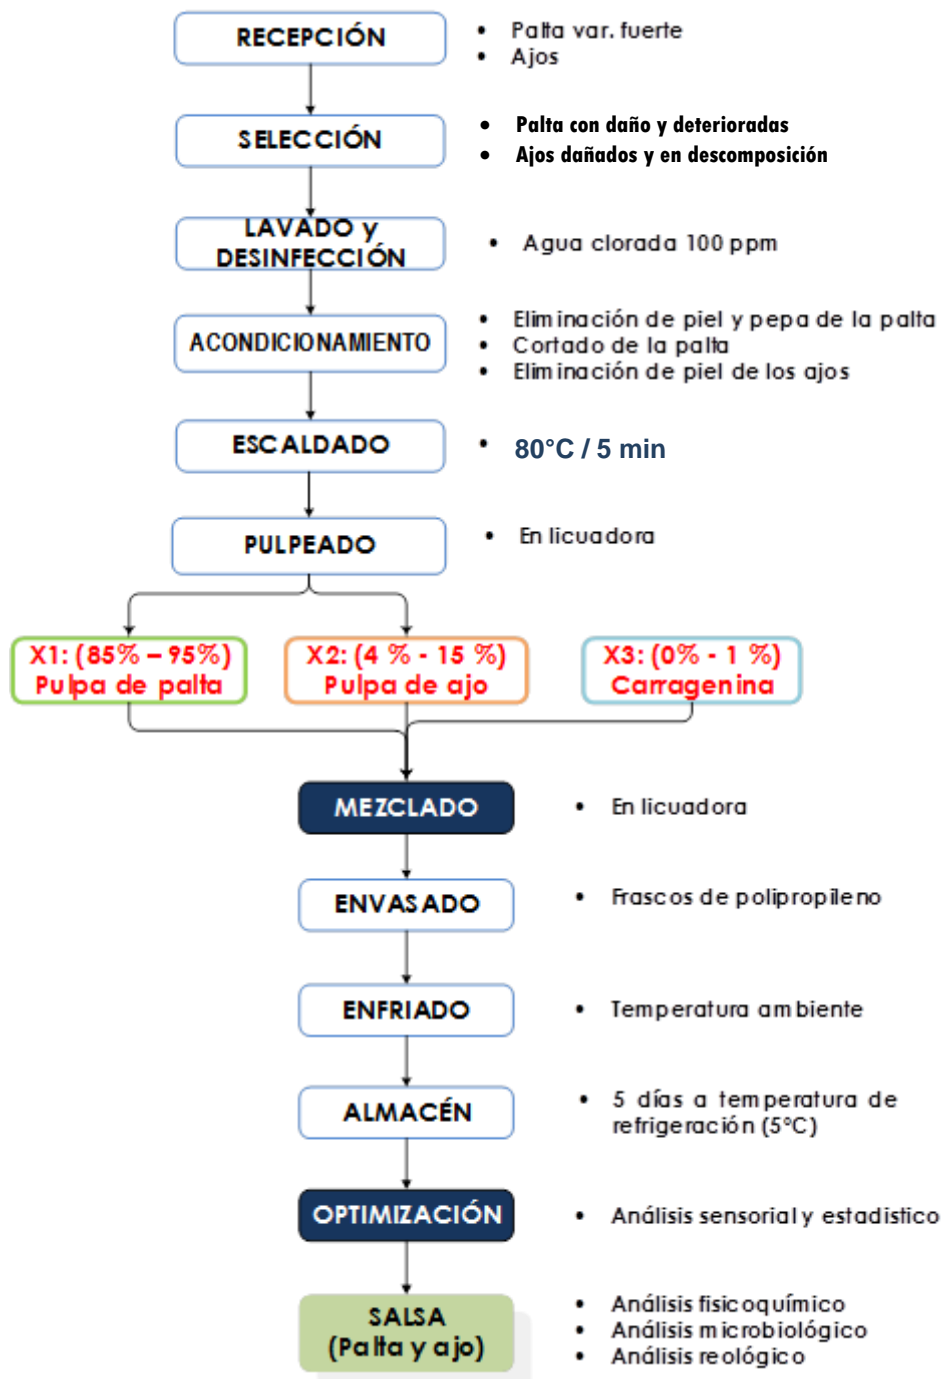 RECEPCIÓN
• Palta var. fuerte
• Ajos
SELECCIÓN
• Palta con daño y deterioradas
• Ajos dañados y en descomposición
LAVADO y
DESINFECCIÓN
• Agua clorada 100 ppm
ACONDICIONAMIENTO
• Eliminación de piel y pepa de la palta
• Cortado de la palta
• Eliminación de piel de los ajos
ESCALDADO
• 80°C / 5 min
PULPEADO
• En licuadora
X1: (85% – 95%)
Pulpa de palta
X2: (4 % - 15 %)
Pulpa de ajo
X3: (0% - 1 %)
Carragenina
MEZCLADO
• En licuadora
ENVASADO
• Frascos de polipropileno
ENFRIADO
• Temperatura ambiente
ALMACÉN
• 5 días a temperatura de
refrigeración (5°C)
OPTIMIZACIÓN
• Análisis sensorial y estadistico
SALSA
(Palta y ajo)
• Análisis fisicoquímico
• Análisis microbiológico
• Análisis reológico